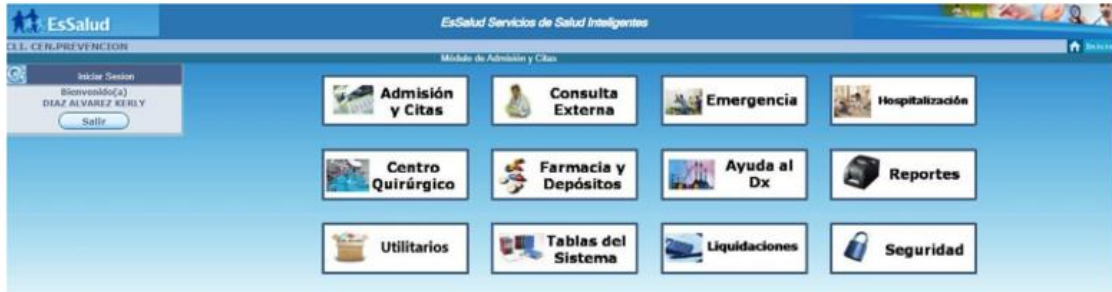 EsSalud
EsSalud Servicios de Salud Inteligentes
CLI. CEN.PREVENCION
Inicio
Módulo de Admisión y Citas
Iniciar Sesion
Bienvenido(a)
DIAZ ALVAREZ KERLY
Salir
Admisión
y Citas
Consulta
Externa
Emergencia
Hospitalización
Centro
Quirúrgico
Farmacia y
Depósitos
Ayuda al
Dx
Reportes
Utilitarios
Tablas del
Sistema
Liquidaciones
Seguridad